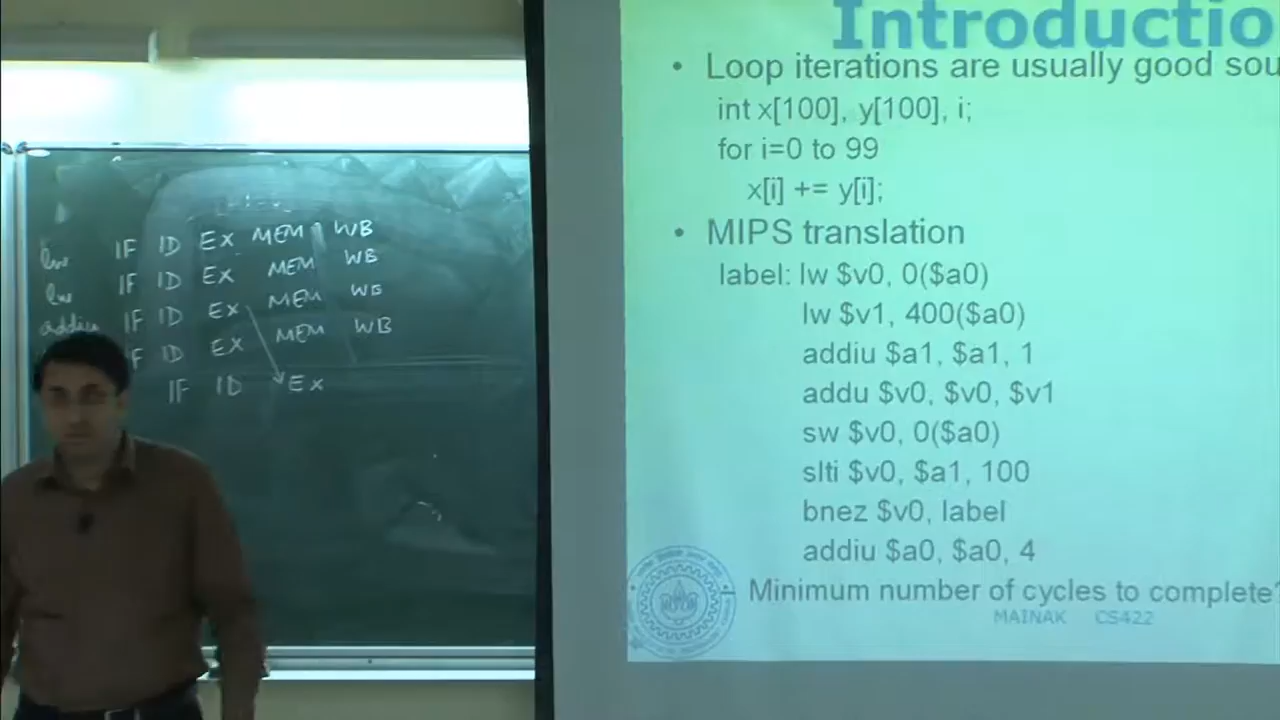 lw IF ID EX MEM WB
lw IF ID EX MEM WB
addiu IF ID EX MEM WB
IF ID EX MEM WB
IF ID EX
Introductio
• Loop iterations are usually good sou
int x[100], y[100], i;
for i=0 to 99
x[i] += y[i];
• MIPS translation
label: lw $v0, 0($a0)
lw $v1, 400($a0)
addiu $a1, $a1, 1
addu $v0, $v0, $v1
sw $v0, 0($a0)
slti $v0, $a1, 100
bnez $v0, label
addiu $a0, $a0, 4
Minimum number of cycles to complete?
MAINAK CS422